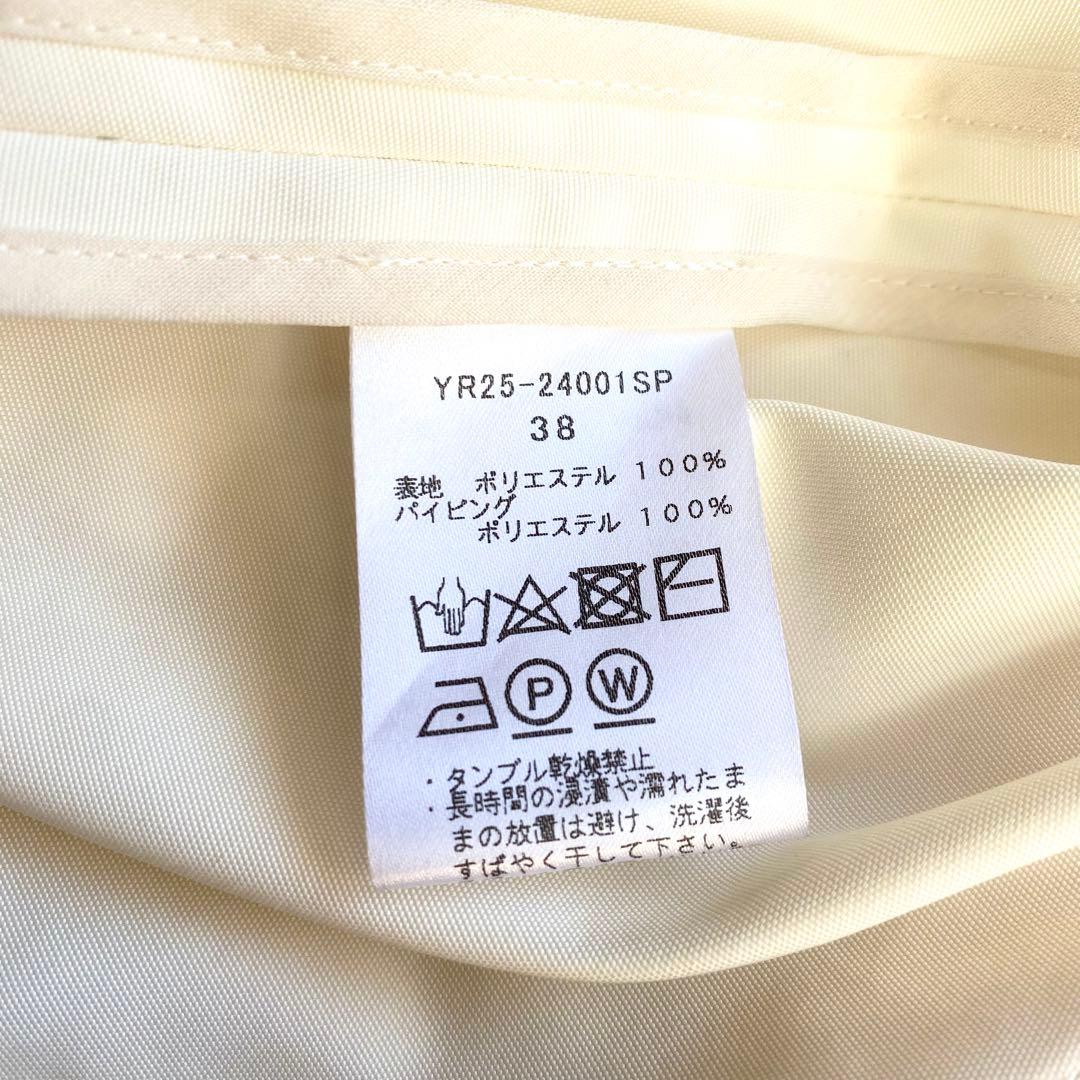 YR25-24001SP
38
表地 ポリエステル 100%
パイピング
ポリエステル 100%
P W
・タンブル乾燥禁止
・長時間の浸漬や濡れたま
まの放置は避け、洗濯後
すばやく干して下さい。